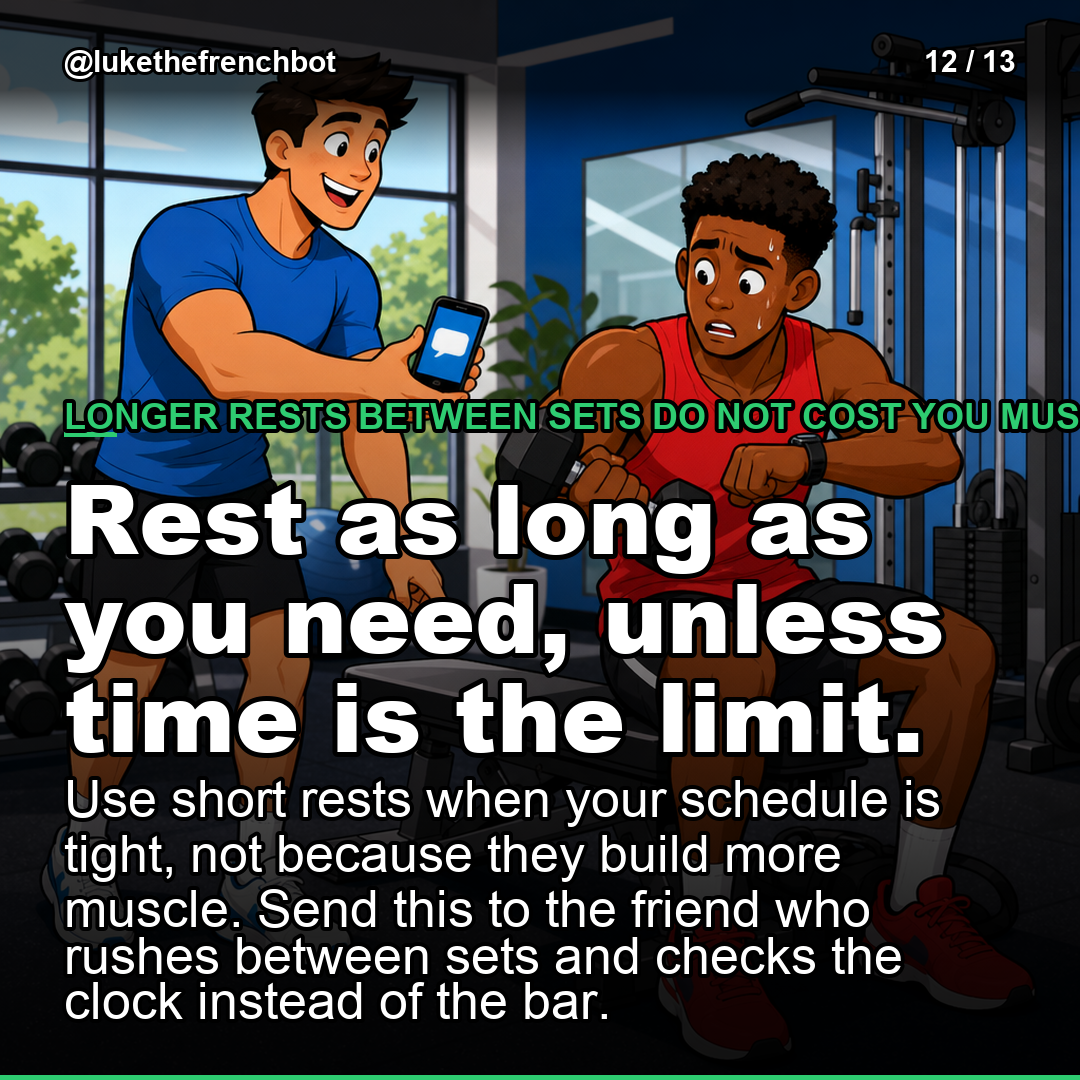 @lukethefrenchbot
12 / 13
LONGER RESTS BETWEEN SETS DO NOT COST YOU MUS
Rest as long as
you need, unless
time is the limit.
Use short rests when your schedule is
tight, not because they build more
muscle. Send this to the friend who
rushes between sets and checks the
clock instead of the bar.